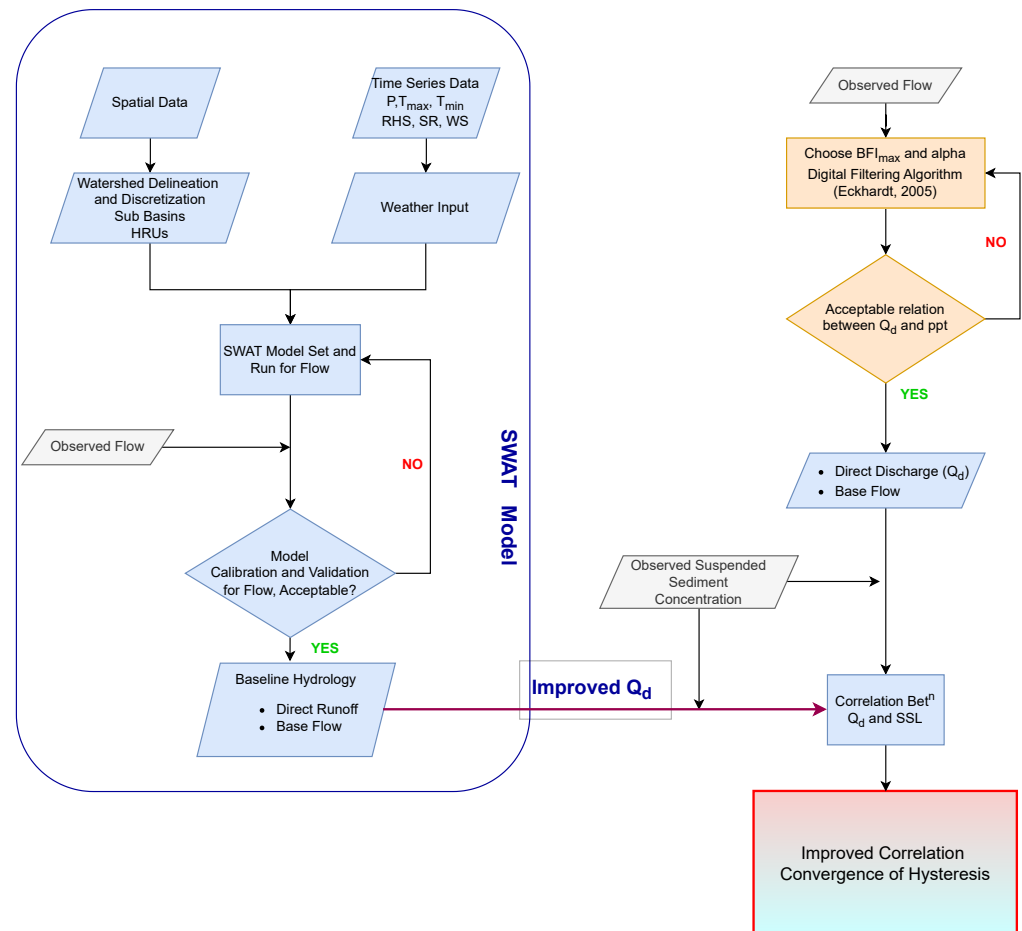 Spatial Data
Time Series Data
P,Tmax, Tmin
RHS, SR, WS
Watershed Delineation
and Discretization
Sub Basins
HRUs
Weather Input
SWAT Model Set and
Run for Flow
Observed Flow
NO
Model
Calibration and Validation
for Flow, Acceptable?
YES
Baseline Hydrology
• Direct Runoff
• Base Flow
SWAT Model
Improved Qd
Observed Flow
Choose BFImax and alpha
Digital Filtering Algorithm
(Eckhardt, 2005)
NO
Acceptable relation
between Qd and ppt
YES
• Direct Discharge (Qd)
• Base Flow
Observed Suspended
Sediment
Concentration
Correlation Betn
Qd and SSL
Improved Correlation
Convergence of Hysteresis